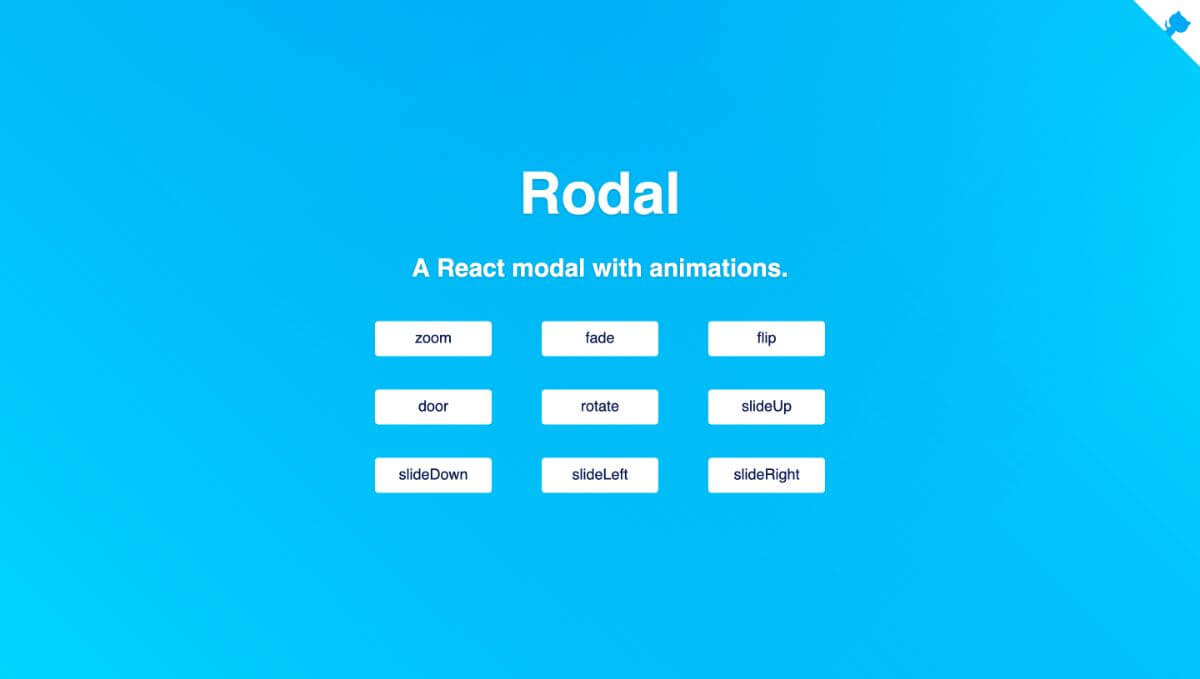 Rodal
A React modal with animations.
zoom fade flip
door rotate slideUp
slideDown slideLeft slideRight